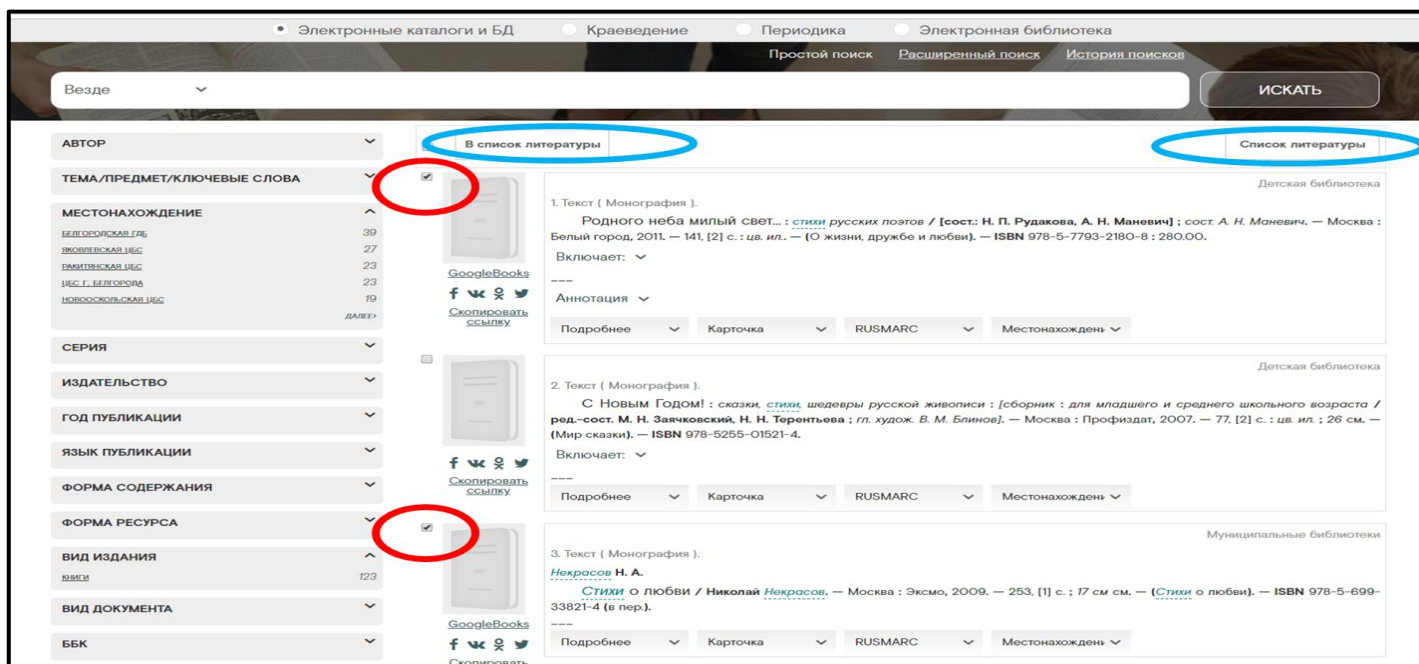 Электронные каталоги и БД Краеведение Периодика Электронная библиотека
Простой поиск Расширенный поиск История поисков
Везде ИСКАТЬ
АВТОР
ТЕМА/ПРЕДМЕТ/КЛЮЧЕВЫЕ СЛОВА
МЕСТОНАХОЖДЕНИЕ
БЕЛГОРОДСКАЯ ГДБ 39
ЯКОВЛЕВСКАЯ ЦБС 27
РАКИТЯНСКАЯ ЦБС 23
ЦБС Г. БЕЛГОРОДА 23
НОВООСКОЛЬСКАЯ ЦБС 19
ДАЛЕЕ>
СЕРИЯ
ИЗДАТЕЛЬСТВО
ГОД ПУБЛИКАЦИИ
ЯЗЫК ПУБЛИКАЦИИ
ФОРМА СОДЕРЖАНИЯ
ФОРМА РЕСУРСА
ВИД ИЗДАНИЯ
КНИГИ 123
ВИД ДОКУМЕНТА
ББК
В список литературы Список литературы
Детская библиотека
1. Текст ( Монография ).
Родного неба милый свет... : стихи русских поэтов / [сост.: Н. П. Рудакова, А. Н. Маневич] ; сост. А. Н. Маневич. — Москва :
Белый город, 2011. — 141, [2] с. : цв. ил.. — (О жизни, дружбе и любви). — ISBN 978-5-7793-2180-8 : 280.00.
Включает:
---
Аннотация
GoogleBooks
Скопировать
ссылку
Подробнее Карточка RUSMARC Местонахождень
Детская библиотека
2. Текст ( Монография ).
С Новым Годом! : сказки, стихи, шедевры русской живописи : [сборник : для младшего и среднего школьного возраста /
ред.-сост. М. Н. Заячковский, Н. Н. Терентьева ; гл. худож. В. М. Блинов]. — Москва : Профиздат, 2007. — 77, [2] с. : цв. ил. ; 26 см. —
(Мир сказки). — ISBN 978-5255-01521-4.
Включает:
---
Скопировать
ссылку
Подробнее Карточка RUSMARC Местонахождень
Муниципальные библиотеки
3. Текст ( Монография ).
Некрасов Н. А.
Стихи о любви / Николай Некрасов. — Москва : Эксмо, 2009. — 253, [1] с. ; 17 см см. — (Стихи о любви). — ISBN 978-5-699-
33821-4 (в пер.).
---
GoogleBooks
Подробнее Карточка RUSMARC Местонахождень
Скопировать